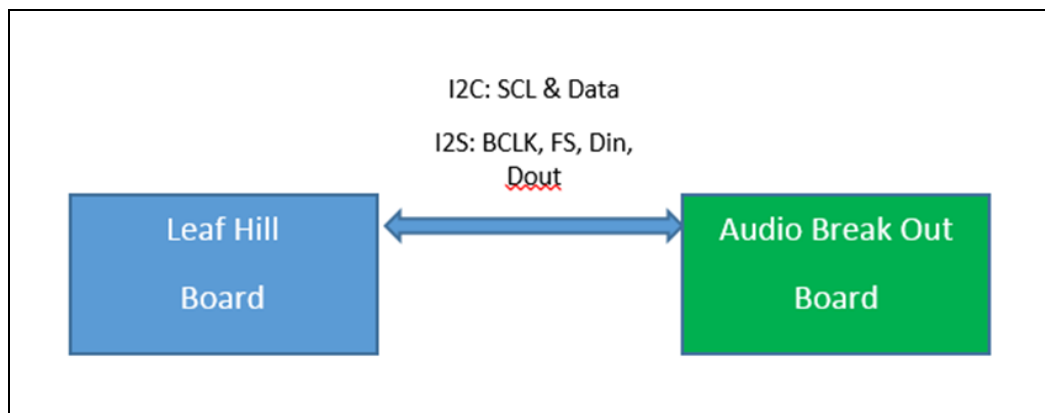 I2C: SCL & Data
I2S: BCLK, FS, Din,
Dout
Leaf Hill
Board
Audio Break Out
Board